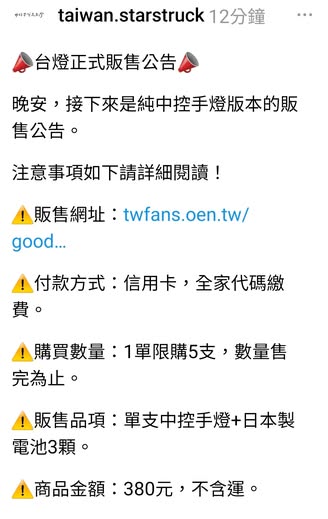 taiwan.starstruck 12分鐘
📣台燈正式販售公告📣
晚安，接下來是純中控手燈版本的販
售公告。
注意事項如下請詳細閱讀！
⚠️販售網址：twfans.oen.tw/
good…
⚠️付款方式：信用卡，全家代碼繳
費。
⚠️購買數量：1單限購5支，數量售
完為止。
⚠️販售品項：單支中控手燈+日本製
電池3顆。
⚠️商品金額：380元，不含運。